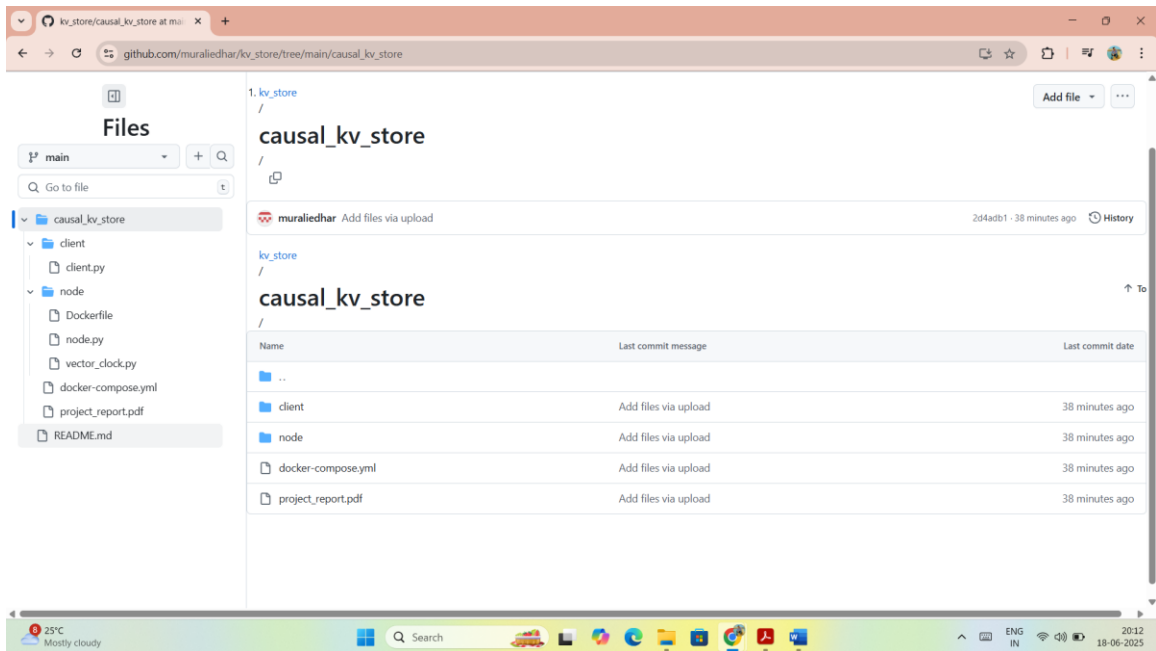 kv_store/causal_kv_store at mai
github.com/muraliedhar/kv_store/tree/main/causal_kv_store
Files
main
Go to file
t
causal_kv_store
client
client.py
node
Dockerfile
node.py
vector_clock.py
docker-compose.yml
project_report.pdf
README.md
1. kv_store
/
causal_kv_store
/
Add file
muraliedhar Add files via upload 2d4adb1 · 38 minutes ago History
kv_store
/
causal_kv_store
/
To
Name Last commit message Last commit date
..
client Add files via upload 38 minutes ago
node Add files via upload 38 minutes ago
docker-compose.yml Add files via upload 38 minutes ago
project_report.pdf Add files via upload 38 minutes ago
8
25°C
Mostly cloudy
Search
ENG
IN
20:12
18-06-2025